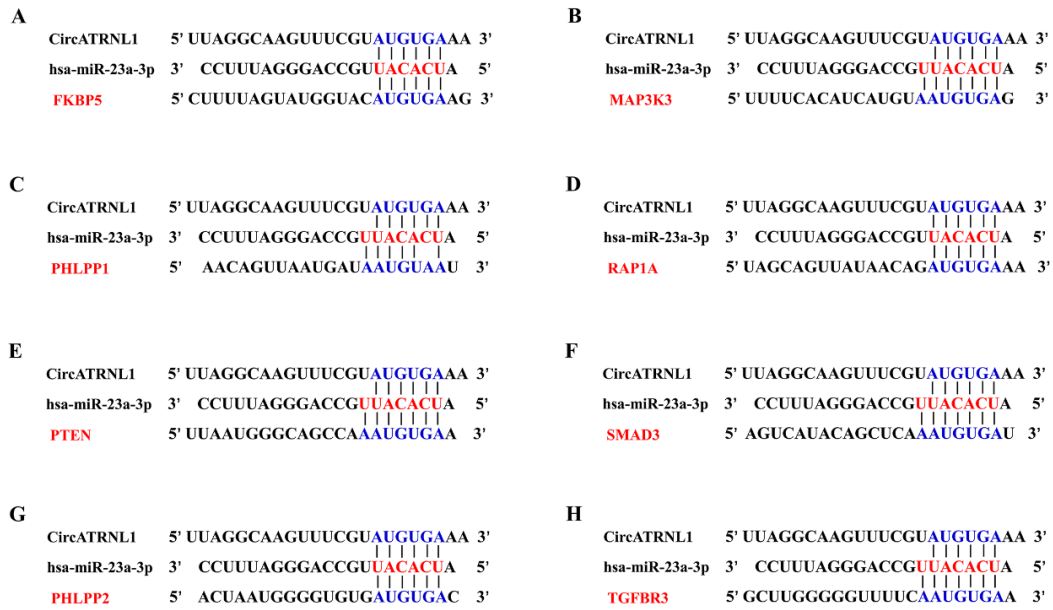 A
CircATRNL1 5' UUAGGCAAGUUUCGUAUGUGAAA 3'
hsa-miR-23a-3p 3' CCUUUAGGGACCGUUACACUA 5'
FKBP5 5' CUUUUAGUAUGGUACAUGUGAAG 3'
B
CircATRNL1 5' UUAGGCAAGUUUCGUAUGUGAAA 3'
hsa-miR-23a-3p 3' CCUUUAGGGACCGUUACACUA 5'
MAP3K3 5' UUUUCACAUCAUGUAAUGUGAG 3'
C
CircATRNL1 5' UUAGGCAAGUUUCGUAUGUGAAA 3'
hsa-miR-23a-3p 3' CCUUUAGGGACCGUUACACUA 5'
PHLPP1 5' AACAGUUAAUGAUAAUGUAAU 3'
D
CircATRNL1 5' UUAGGCAAGUUUCGUAUGUGAAA 3'
hsa-miR-23a-3p 3' CCUUUAGGGACCGUUACACUA 5'
RAP1A 5' UAGCAGUUAUAACAGAUGUGAAA 3'
E
CircATRNL1 5' UUAGGCAAGUUUCGUAUGUGAAA 3'
hsa-miR-23a-3p 3' CCUUUAGGGACCGUUACACUA 5'
PTEN 5' UUAAUGGGCAGCCAAAUGUGAA 3'
F
CircATRNL1 5' UUAGGCAAGUUUCGUAUGUGAAA 3'
hsa-miR-23a-3p 3' CCUUUAGGGACCGUUACACUA 5'
SMAD3 5' AGUCAUACAGCUCAAAUGUGAU 3'
G
CircATRNL1 5' UUAGGCAAGUUUCGUAUGUGAAA 3'
hsa-miR-23a-3p 3' CCUUUAGGGACCGUUACACUA 5'
PHLPP2 5' ACUAAUGGGGUGUGAUGUGAC 3'
H
CircATRNL1 5' UUAGGCAAGUUUCGUAUGUGAAA 3'
hsa-miR-23a-3p 3' CCUUUAGGGACCGUUACACUA 5'
TGFBR3 5' GCUUGGGGGUUUUCAAUGUGAA 3'